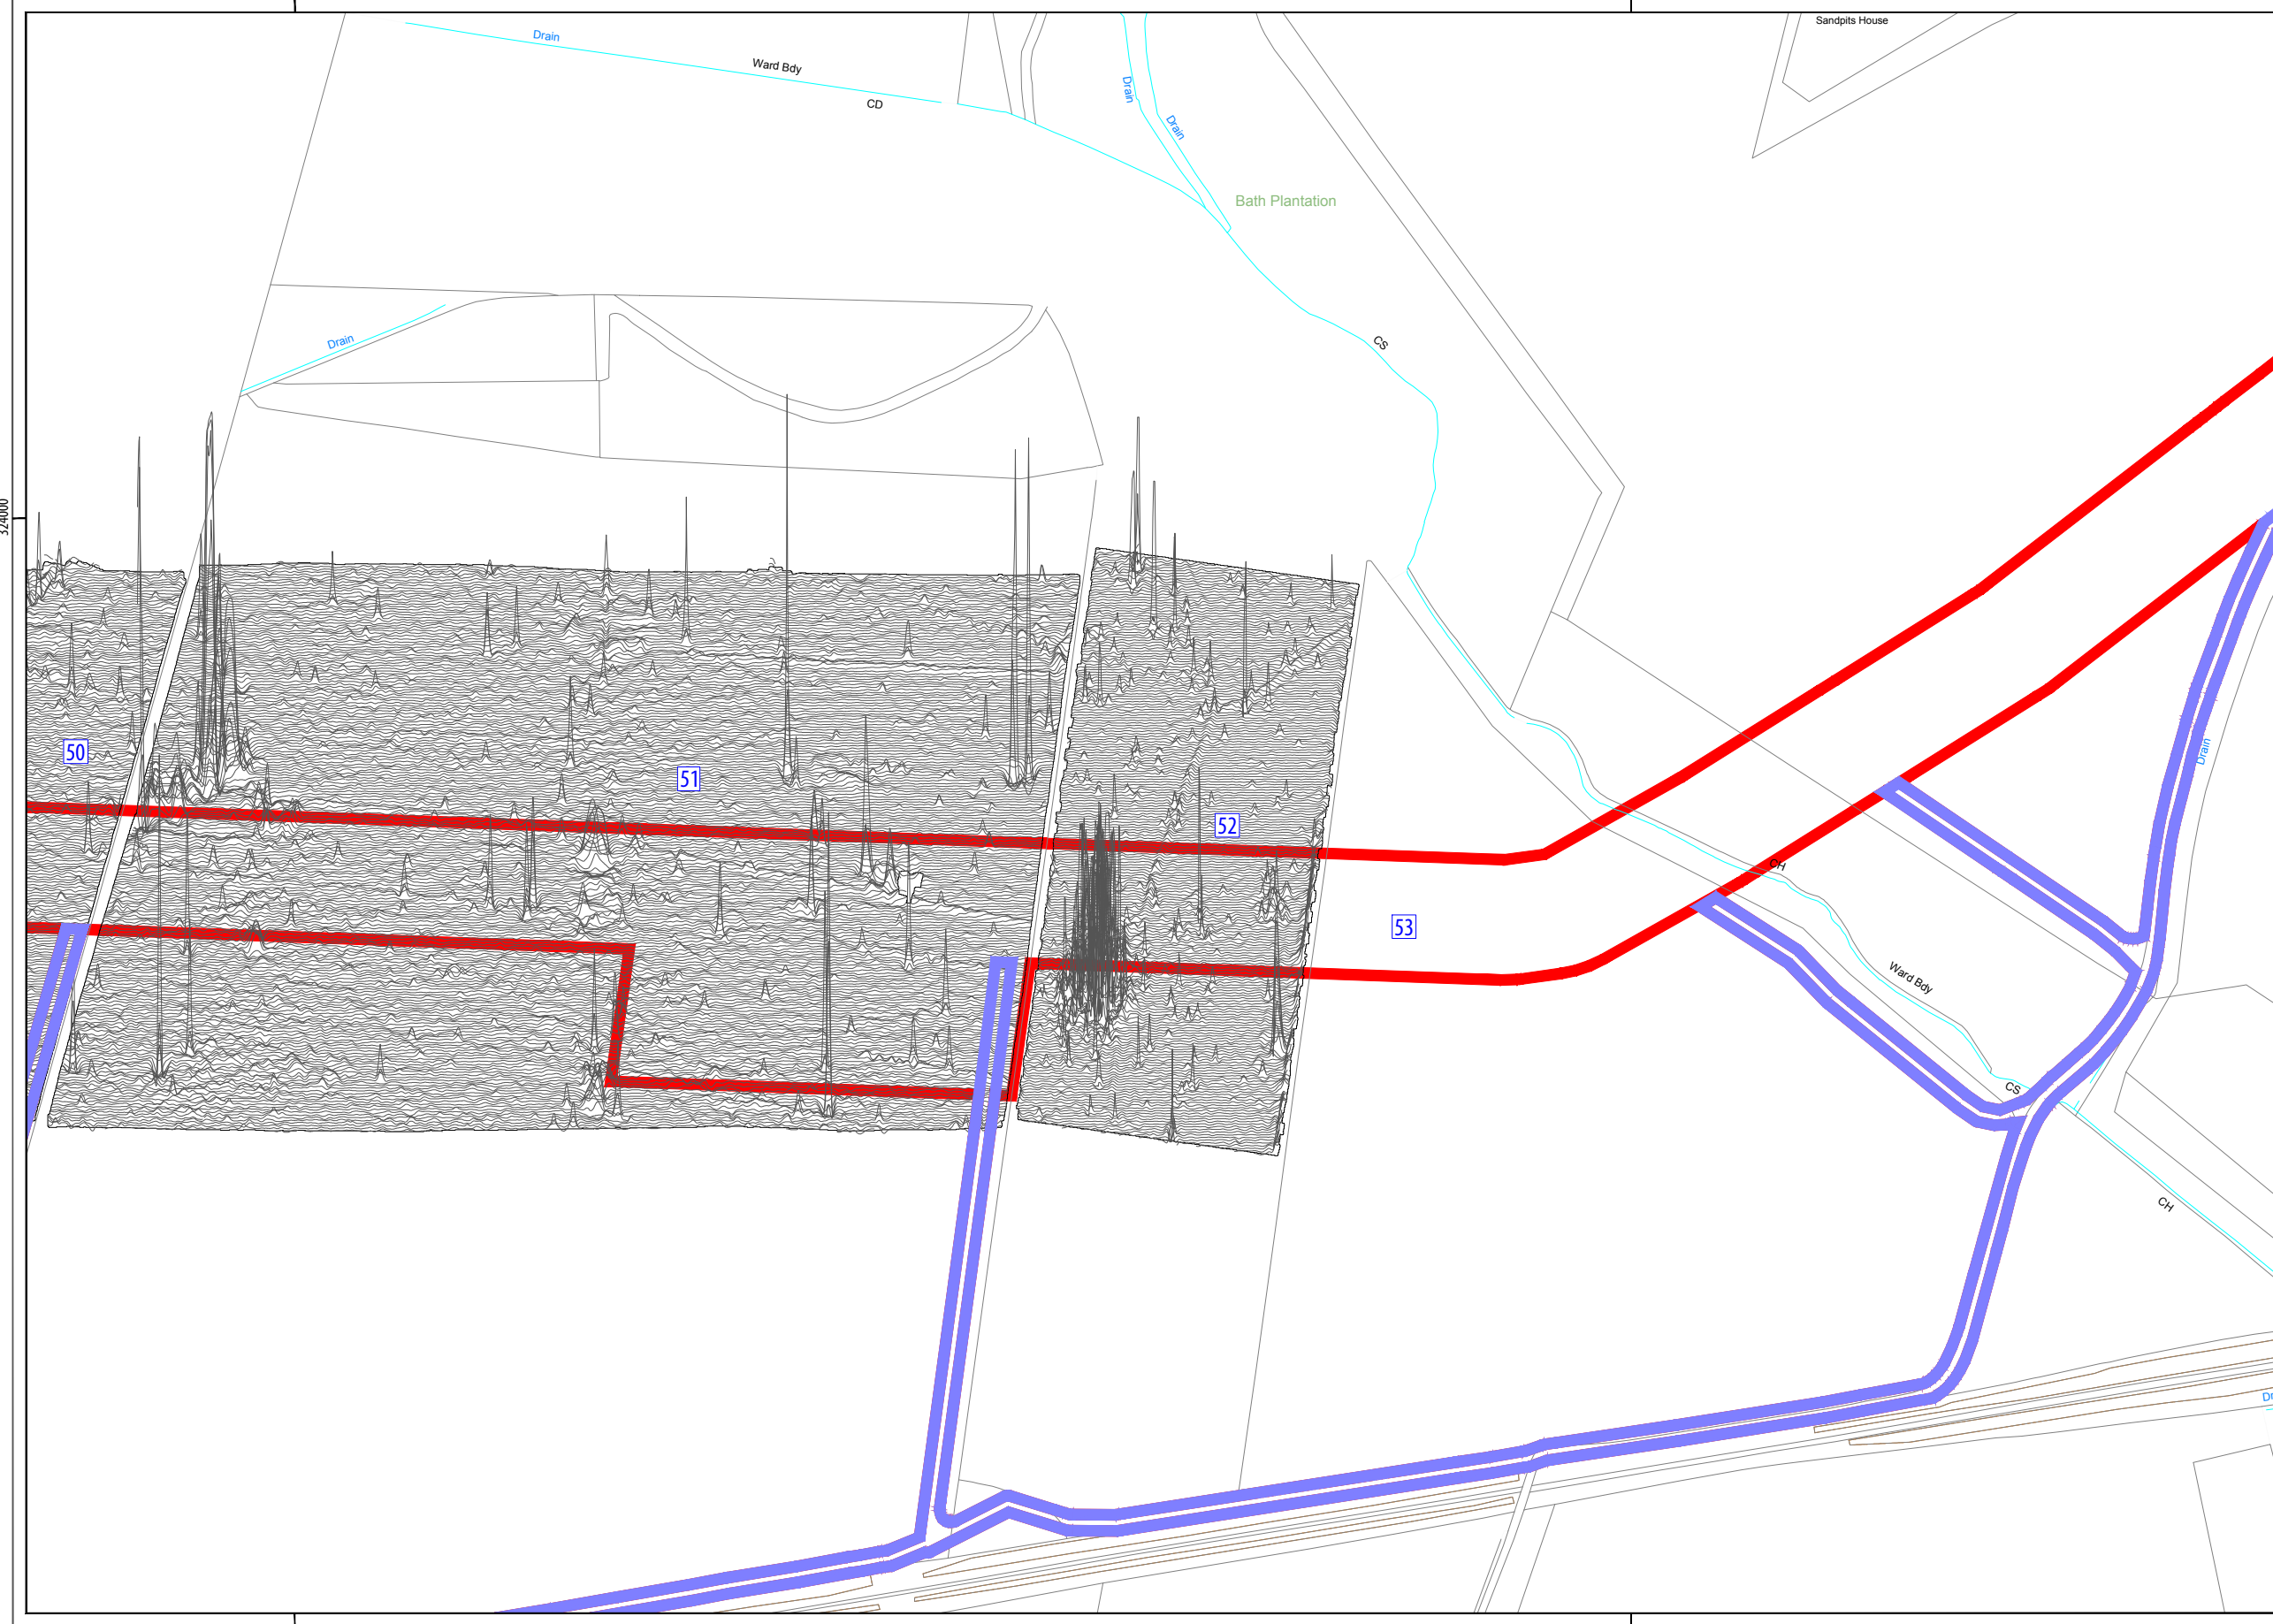 Sandpits House
Drain
Ward Bdy
CD
Drain
Drain
Bath Plantation
Drain
CS
324000
50
51
52
53
Drain
CH
Ward Bdy
CS
CH